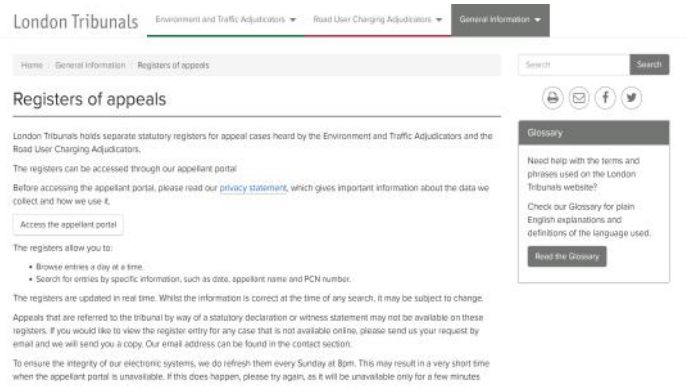 London Tribunals
Environment and Traffic Adjudicators
Road User Charging Adjudicators
General Information
Home
General Information
Registers of appeals
Search
Search
Registers of appeals
London Tribunals holds separate statutory registers for appeal cases heard by the Environment and Traffic Adjudicators and the
Road User Charging Adjudicators.
The registers can be accessed through our appellant portal
Before accessing the appellant portal, please read our privacy statement, which gives important information about the data we
collect and how we use it.
Access the appellant portal
The registers allow you to:
Browse entries a day at a time.
Search for entries by specific information, such as date, appellant name and PCN number.
The registers are updated in real time. Whilst the information is correct at the time of any search, it may be subject to change.
Appeals that are referred to the tribunal by way of a statutory declaration or witness statement may not be available on these
registers. If you would like to view the register entry for any case that is not available online, please send us your request by
email and we will send you a copy. Our email address can be found in the contact section.
To ensure the integrity of our electronic systems, we do refresh them every Sunday at 8pm. This may result in a very short time
when the appellant portal is unavailable. If this does happen, please try again, as it will be unavailable only for a few minutes
Glossary
Need help with the terms and
phrases used on the London
Tribunals website?
Check our Glossary for plain
English explanations and
definitions of the language used.
Read the Glossary